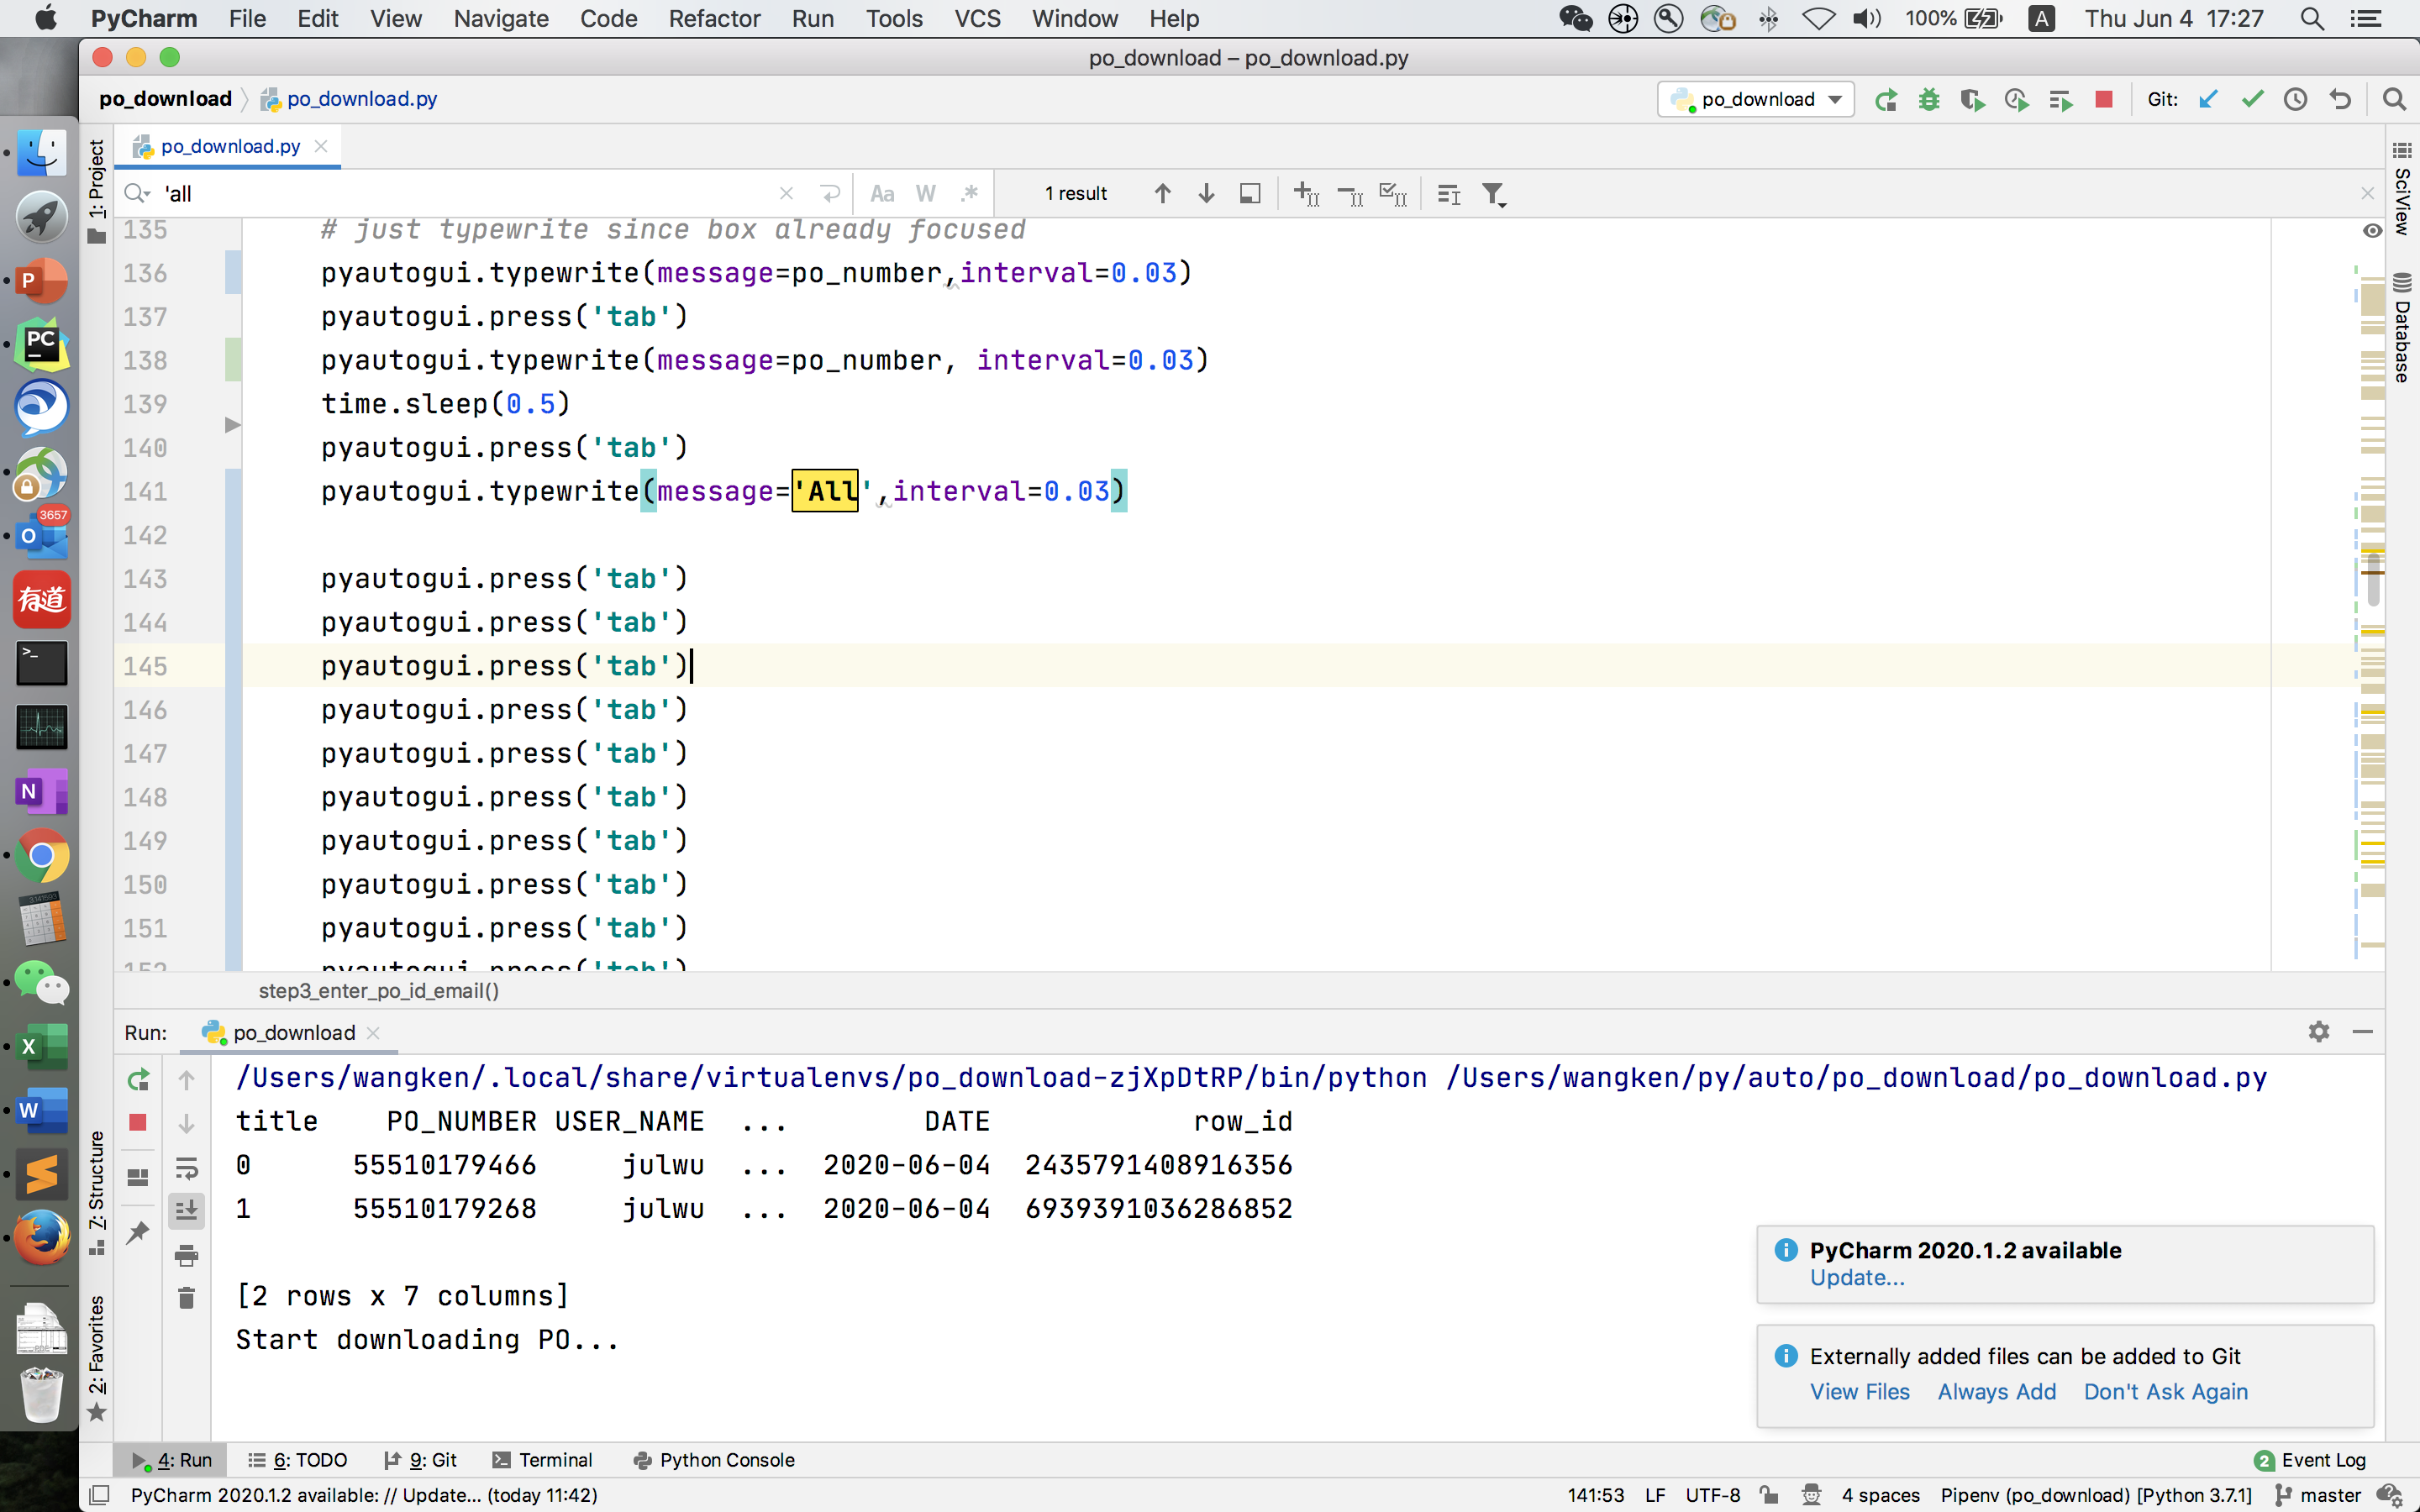 PyCharm File Edit View Navigate Code Refactor Run Tools VCS Window Help 100% A Thu Jun 4 17:27
po_download – po_download.py
po_download po_download.py po_download Git:
po_download.py
'all Aa W .* 1 result
1: Project
SciView
Database
135 # just typewrite since box already focused
136 pyautogui.typewrite(message=po_number,interval=0.03)
137 pyautogui.press('tab')
138 pyautogui.typewrite(message=po_number, interval=0.03)
139 time.sleep(0.5)
140 pyautogui.press('tab')
141 pyautogui.typewrite(message='All',interval=0.03)
142
143 pyautogui.press('tab')
144 pyautogui.press('tab')
145 pyautogui.press('tab')
146 pyautogui.press('tab')
147 pyautogui.press('tab')
148 pyautogui.press('tab')
149 pyautogui.press('tab')
150 pyautogui.press('tab')
151 pyautogui.press('tab')
152 pyautogui.press('tab')
step3_enter_po_id_email()
P
PC
3657
O
有道
>_
N
X
W
Run: po_download
7: Structure
2: Favorites
/Users/wangken/.local/share/virtualenvs/po_download-zjXpDtRP/bin/python /Users/wangken/py/auto/po_download/po_download.py
title PO_NUMBER USER_NAME ... DATE row_id
0 55510179466 julwu ... 2020-06-04 2435791408916356
1 55510179268 julwu ... 2020-06-04 6939391036286852
[2 rows x 7 columns]
Start downloading PO...
PyCharm 2020.1.2 available
Update...
Externally added files can be added to Git
View Files Always Add Don't Ask Again
4: Run 6: TODO 9: Git Terminal Python Console 2 Event Log
PyCharm 2020.1.2 available: // Update... (today 11:42) 141:53 LF UTF-8 4 spaces Pipenv (po_download) [Python 3.7.1] master